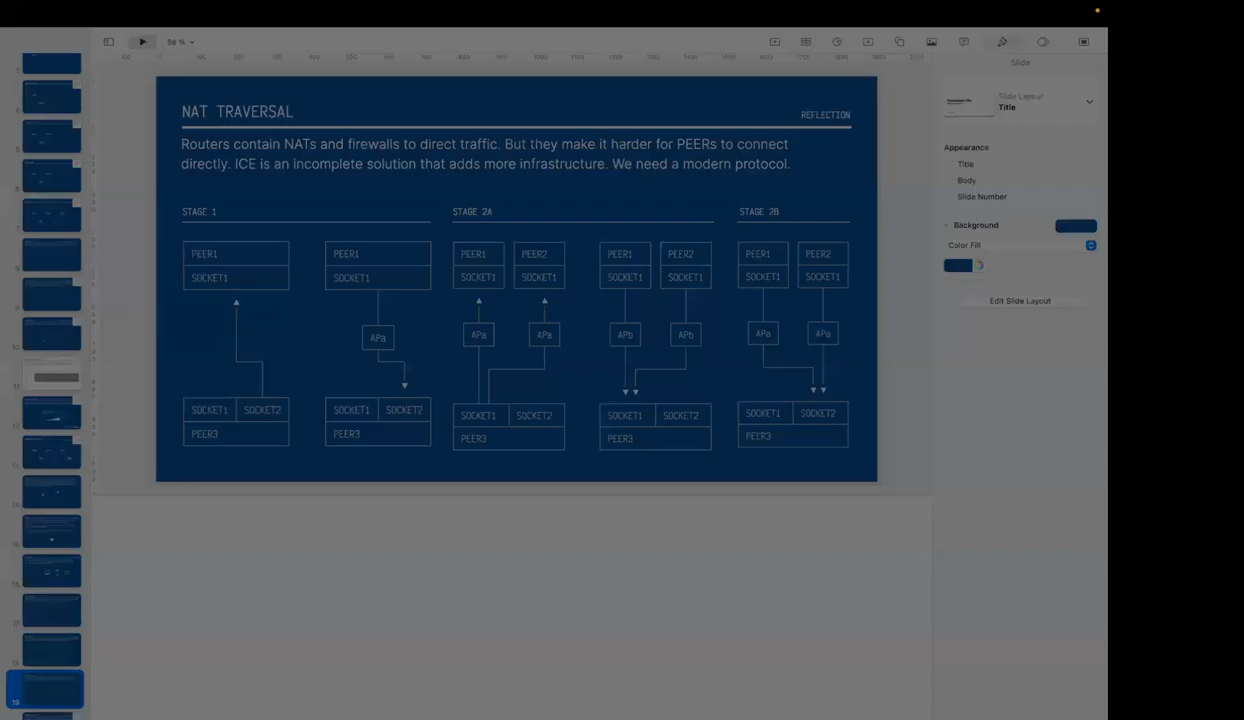 58 %
Slide
Slide Layout
Title
Appearance
Title
Body
Slide Number
Background
Color Fill
Edit Slide Layout
NAT TRAVERSAL
REFLECTION
Routers contain NATs and firewalls to direct traffic. But they make it harder for PEERs to connect
directly. ICE is an incomplete solution that adds more infrastructure. We need a modern protocol.
STAGE 1
STAGE 2A
STAGE 2B
PEER1 PEER1 PEER1 PEER2 PEER1 PEER2 PEER1 PEER2
SOCKET1 SOCKET1 SOCKET1 SOCKET1 SOCKET1 SOCKET1 SOCKET1 SOCKET1
APa APa APa APb APb APa APa
SOCKET1 SOCKET2 SOCKET1 SOCKET2 SOCKET1 SOCKET2 SOCKET1 SOCKET2 SOCKET1 SOCKET2
PEER3 PEER3 PEER3 PEER3 PEER3
10
19